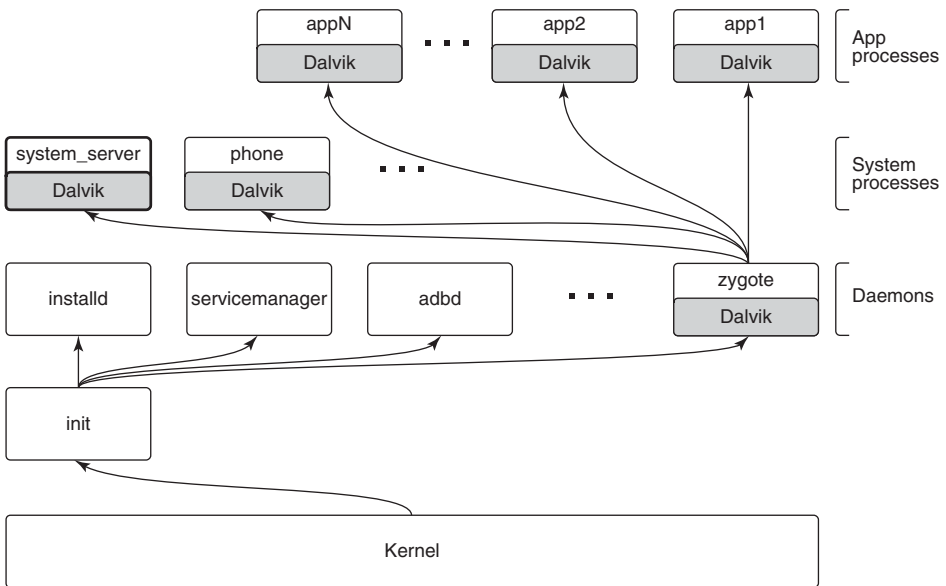 appN
app2
app1
Dalvik
Dalvik
Dalvik
App
processes
system_server
phone
Dalvik
Dalvik
System
processes
installd
servicemanager
adbd
zygote
Dalvik
Daemons
init
Kernel